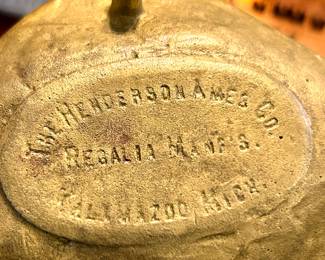 THE HENDERSON AMES CO.
REGALIA MANF'S.
KALAMAZOO, MICH.